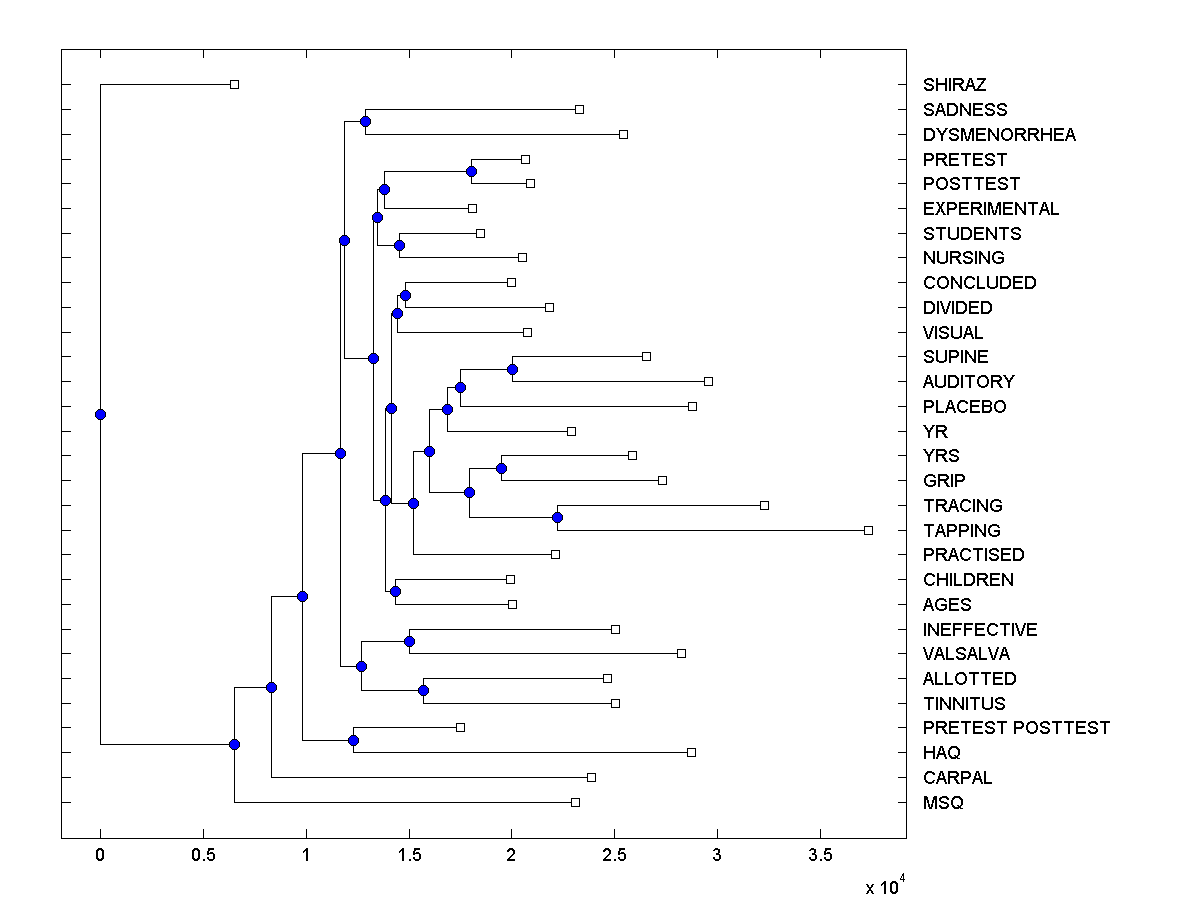 SHIRAZ
SADNESS
DYSMENORRHEA
PRETEST
POSTTEST
EXPERIMENTAL
STUDENTS
NURSING
CONCLUDED
DIVIDED
VISUAL
SUPINE
AUDITORY
PLACEBO
YR
YRS
GRIP
TRACING
TAPPING
PRACTISED
CHILDREN
AGES
INEFFECTIVE
VALSALVA
ALLOTTED
TINNITUS
PRETEST POSTTEST
HAQ
CARPAL
MSQ
0 0.5 1 1.5 2 2.5 3 3.5
x 10^4